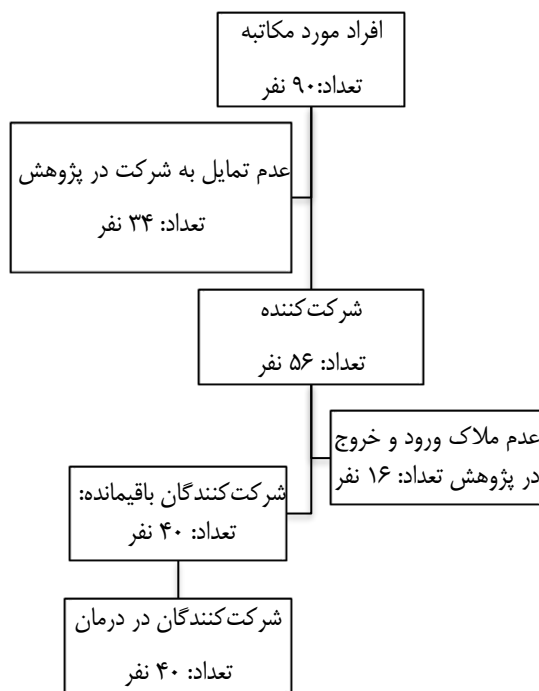 افراد مورد مکاتبه
تعداد:۹۰ نفر
عدم تمایل به شرکت در پژوهش
تعداد: ۳۴ نفر
شرکت‌کننده
تعداد: ۵۶ نفر
عدم ملاک ورود و خروج
در پژوهش تعداد: ۱۶ نفر
شرکت‌کنندگان باقیمانده:
تعداد: ۴۰ نفر
شرکت‌کنندگان در درمان
تعداد: ۴۰ نفر